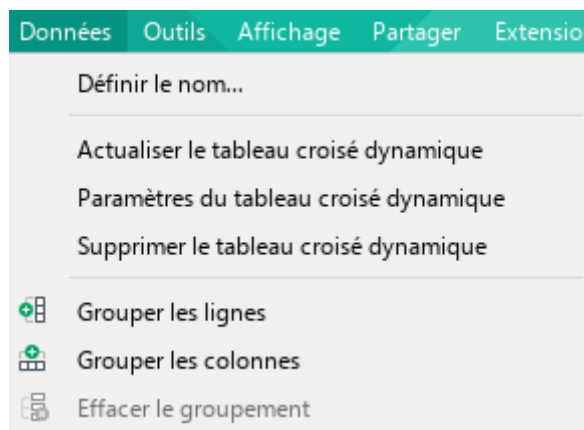 Données Outils Affichage Partager Extensio
Définir le nom...
Actualiser le tableau croisé dynamique
Paramètres du tableau croisé dynamique
Supprimer le tableau croisé dynamique
Grouper les lignes
Grouper les colonnes
Effacer le groupement